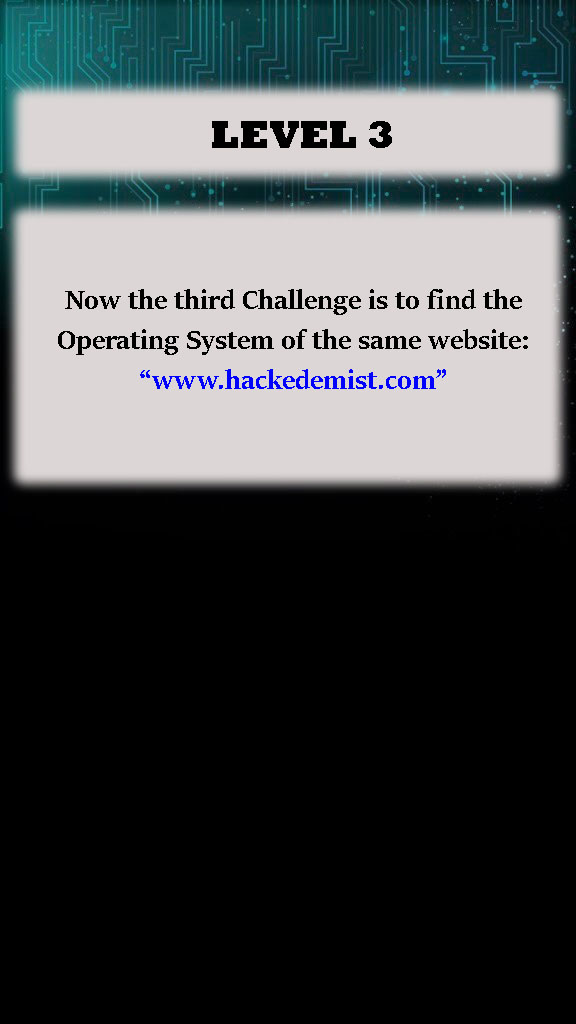 LEVEL 3
Now the third Challenge is to find the
Operating System of the same website:
“www.hackedemist.com”